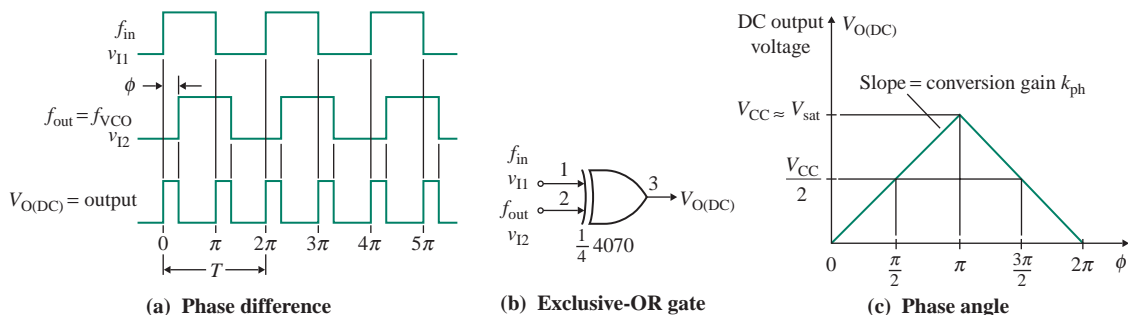 f_in
v_I1
ϕ
f_out = f_VCO
v_I2
V_O(DC) = output
0 π 2π 3π 4π 5π
T
(a) Phase difference
f_in
v_I1
1
2
3
V_O(DC)
f_out
v_I2
1/4 4070
(b) Exclusive-OR gate
DC output
voltage
V_O(DC)
Slope = conversion gain k_ph
V_CC ≈ V_sat
V_CC/2
0 π/2 π 3π/2 2π ϕ
(c) Phase angle